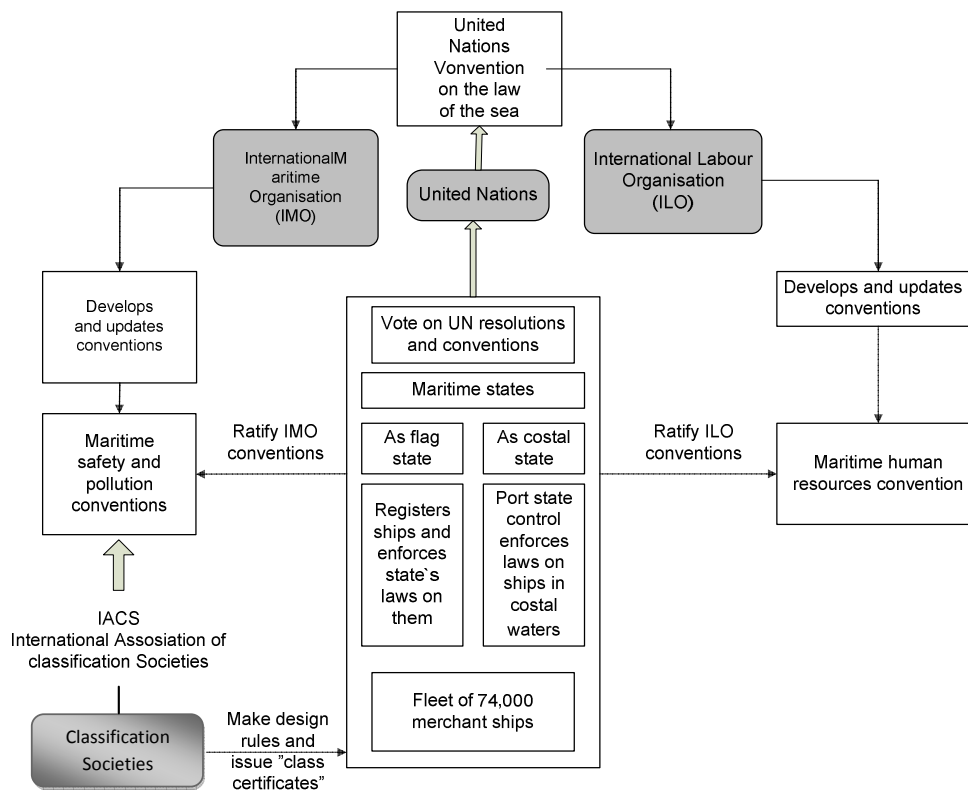 United
Nations
Vonvention
on the law
of the sea
InternationalM
aritime
Organisation
(IMO)
United Nations
International Labour
Organisation
(ILO)
Develops
and updates
conventions
Develops and updates
conventions
Vote on UN resolutions
and conventions
Maritime states
Maritime
safety and
pollution
conventions
Ratify IMO
conventions
As flag
state
As costal
state
Ratify ILO
conventions
Maritime human
resources convention
Registers
ships and
enforces
state`s
laws on
them
Port state
control
enforces
laws on
ships in
costal
waters
IACS
International Assosiation of
classification Societies
Fleet of 74,000
merchant ships
Classification
Societies
Make design
rules and
issue ”class
certificates”